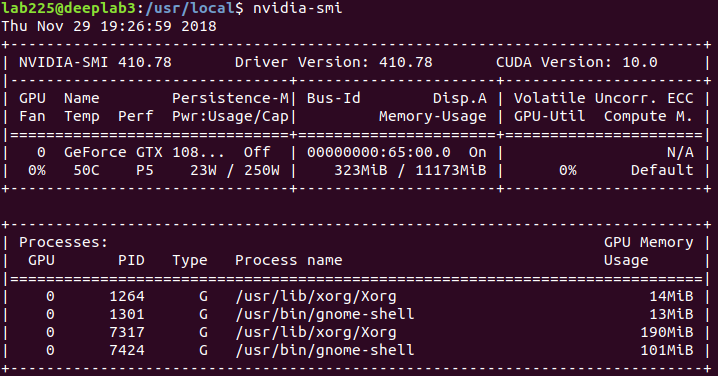 lab225@deeplab3:/usr/local$ nvidia-smi
Thu Nov 29 19:26:59 2018
+-----------------------------------------------------------------------------+
| NVIDIA-SMI 410.78       Driver Version: 410.78       CUDA Version: 10.0     |
|-------------------------------+----------------------+----------------------+
| GPU  Name        Persistence-M| Bus-Id        Disp.A | Volatile Uncorr. ECC |
| Fan  Temp  Perf  Pwr:Usage/Cap|         Memory-Usage | GPU-Util  Compute M. |
|===============================+======================+======================|
|   0  GeForce GTX 108...  Off  | 00000000:65:00.0  On |                  N/A |
|  0%   50C    P5    23W / 250W |    323MiB / 11173MiB |      0%      Default |
+-------------------------------+----------------------+----------------------+

+-----------------------------------------------------------------------------+
| Processes:                                                       GPU Memory |
|  GPU       PID   Type   Process name                             Usage      |
|=============================================================================|
|    0      1264      G   /usr/lib/xorg/Xorg                            14MiB |
|    0      1301      G   /usr/bin/gnome-shell                          13MiB |
|    0      7317      G   /usr/lib/xorg/Xorg                           190MiB |
|    0      7424      G   /usr/bin/gnome-shell                         101MiB |
+-----------------------------------------------------------------------------+